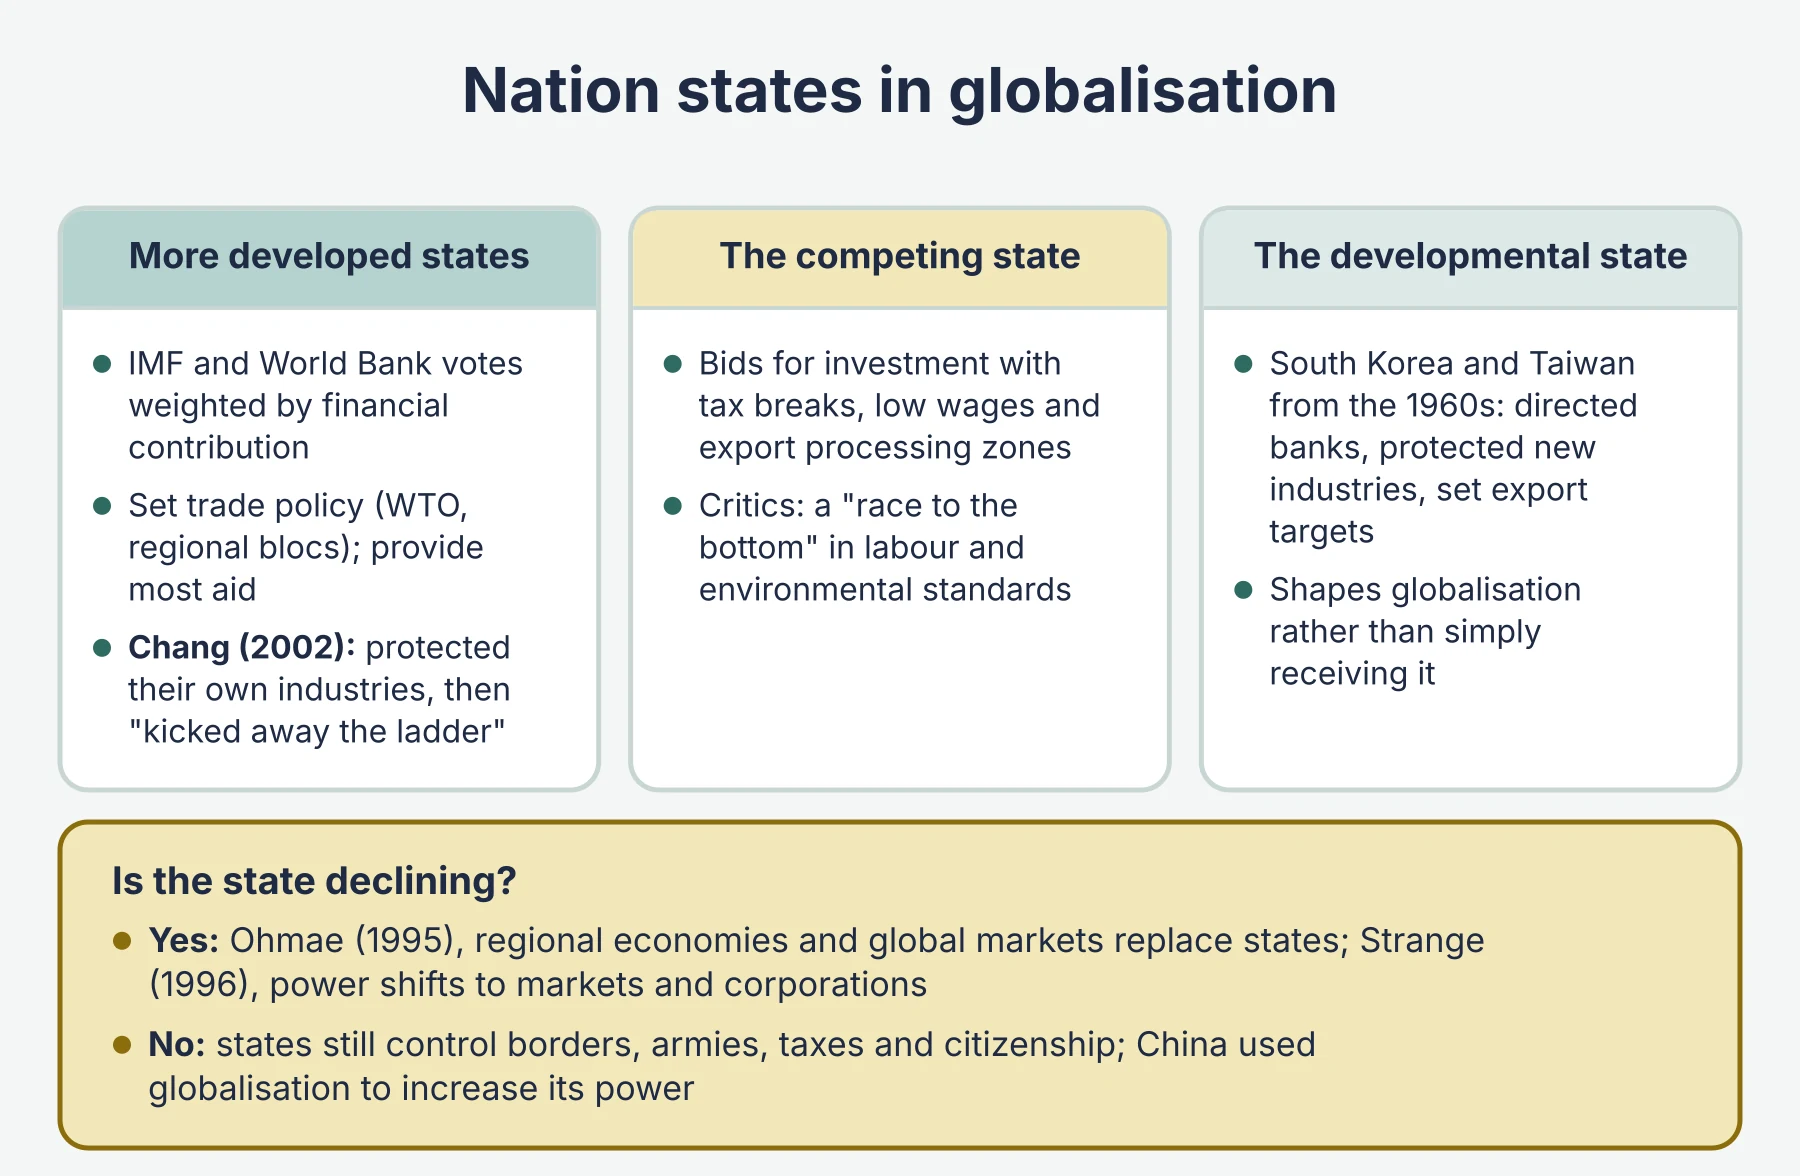 Nation states in globalisation
More developed states
IMF and World Bank votes
weighted by financial
contribution
Set trade policy (WTO,
regional blocs); provide
most aid
Chang (2002): protected
their own industries, then
"kicked away the ladder"
The competing state
Bids for investment with
tax breaks, low wages and
export processing zones
Critics: a "race to the
bottom" in labour and
environmental standards
The developmental state
South Korea and Taiwan
from the 1960s: directed
banks, protected new
industries, set export
targets
Shapes globalisation
rather than simply
receiving it
Is the state declining?
Yes: Ohmae (1995), regional economies and global markets replace states; Strange
(1996), power shifts to markets and corporations
No: states still control borders, armies, taxes and citizenship; China used
globalisation to increase its power